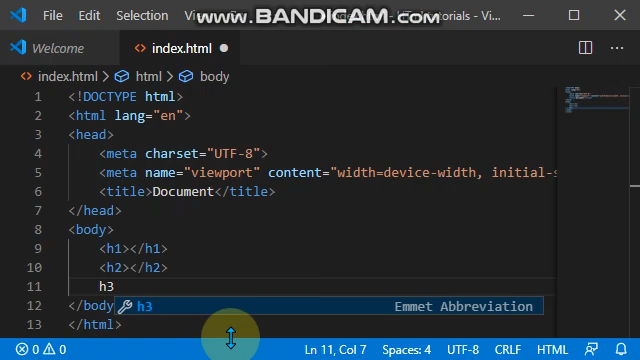 File Edit Selection
www.BANDICAM.com
Welcome
index.html
index.html > html > body
1 <!DOCTYPE html>
2 <html lang="en">
3 <head>
4 <meta charset="UTF-8">
5 <meta name="viewport" content="width=device-width, initial-s
6 <title>Document</title>
7 </head>
8 <body>
9 <h1></h1>
10 <h2></h2>
11 h3
12 </body
h3 Emmet Abbreviation
13 </html>
0 0 Ln 11, Col 7 Spaces: 4 UTF-8 CRLF HTML